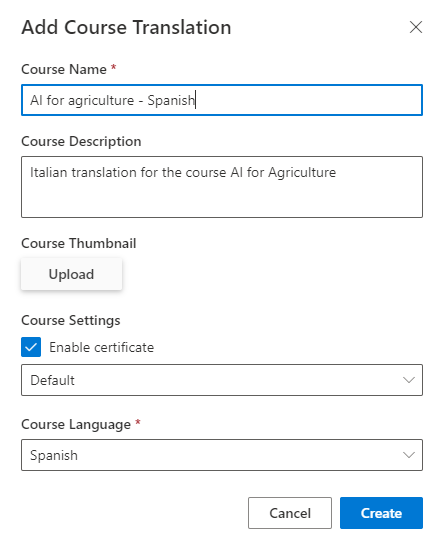 Add Course Translation
Course Name *
AI for agriculture - Spanish
Course Description
Italian translation for the course AI for Agriculture
Course Thumbnail
Upload
Course Settings
Enable certificate
Default
Course Language *
Spanish
Cancel
Create